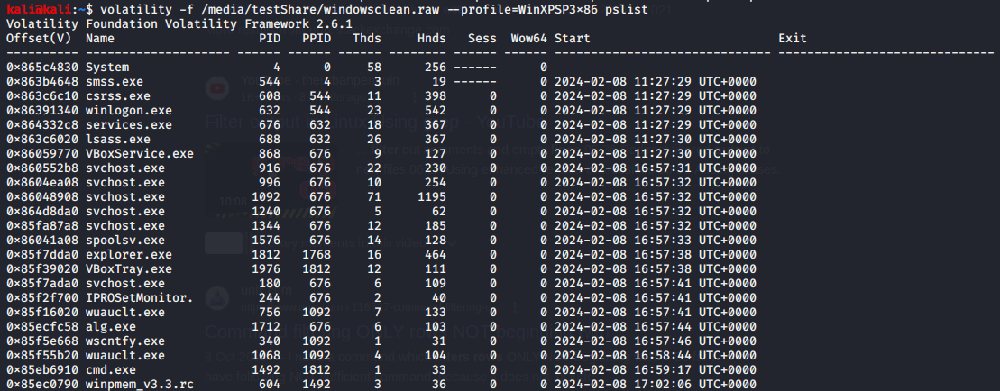 kali@kali:~$ volatility -f /media/testShare/windowsclean.raw --profile=WinXPSP3×86 pslist
Volatility Foundation Volatility Framework 2.6.1
Offset(V)  Name                    PID   PPID   Thds     Hnds   Sess  Wow64 Start                          Exit
---------- -------------------- ------ ------ ------ -------- ------ ------ ------------------------------ ------------------------------
0×865c4830 System                    4      0     58      256 ------      0
0×863b4648 smss.exe                544      4      3       19 ------      0 2024-02-08 11:27:29 UTC+0000
0×863c6c10 csrss.exe               608    544     11      398      0      0 2024-02-08 11:27:29 UTC+0000
0×86391340 winlogon.exe            632    544     23      542      0      0 2024-02-08 11:27:29 UTC+0000
0×864332c8 services.exe            676    632     18      367      0      0 2024-02-08 11:27:29 UTC+0000
0×863c6020 lsass.exe               688    632     26      367      0      0 2024-02-08 11:27:30 UTC+0000
0×86059770 VBoxService.exe         868    676      9      127      0      0 2024-02-08 11:27:30 UTC+0000
0×860552b8 svchost.exe             916    676     22      230      0      0 2024-02-08 16:57:31 UTC+0000
0×8604ea08 svchost.exe             996    676     10      254      0      0 2024-02-08 16:57:32 UTC+0000
0×86048908 svchost.exe            1092    676     71     1195      0      0 2024-02-08 16:57:32 UTC+0000
0×864d8da0 svchost.exe            1240    676      5       62      0      0 2024-02-08 16:57:32 UTC+0000
0×85fa87a8 svchost.exe            1344    676     12      185      0      0 2024-02-08 16:57:32 UTC+0000
0×86041a08 spoolsv.exe            1576    676     14      128      0      0 2024-02-08 16:57:33 UTC+0000
0×85f7dda0 explorer.exe           1812   1768     16      464      0      0 2024-02-08 16:57:38 UTC+0000
0×85f39020 VBoxTray.exe           1976   1812     12      111      0      0 2024-02-08 16:57:38 UTC+0000
0×85f7ada0 svchost.exe             180    676      6      109      0      0 2024-02-08 16:57:41 UTC+0000
0×85f2f700 IPROSetMonitor.         244    676      2       40      0      0 2024-02-08 16:57:41 UTC+0000
0×85f16020 wuauclt.exe             756   1092      7      133      0      0 2024-02-08 16:57:41 UTC+0000
0×85ecfc58 alg.exe                1712    676      6      103      0      0 2024-02-08 16:57:44 UTC+0000
0×85f5e668 wscntfy.exe             340   1092      1       31      0      0 2024-02-08 16:57:46 UTC+0000
0×85f55b20 wuauclt.exe            1068   1092      4      104      0      0 2024-02-08 16:58:44 UTC+0000
0×85eb6910 cmd.exe                1492   1812      1       33      0      0 2024-02-08 16:59:17 UTC+0000
0×85ec0790 winpmem_v3.3.rc         604   1492      3       36      0      0 2024-02-08 17:02:06 UTC+0000